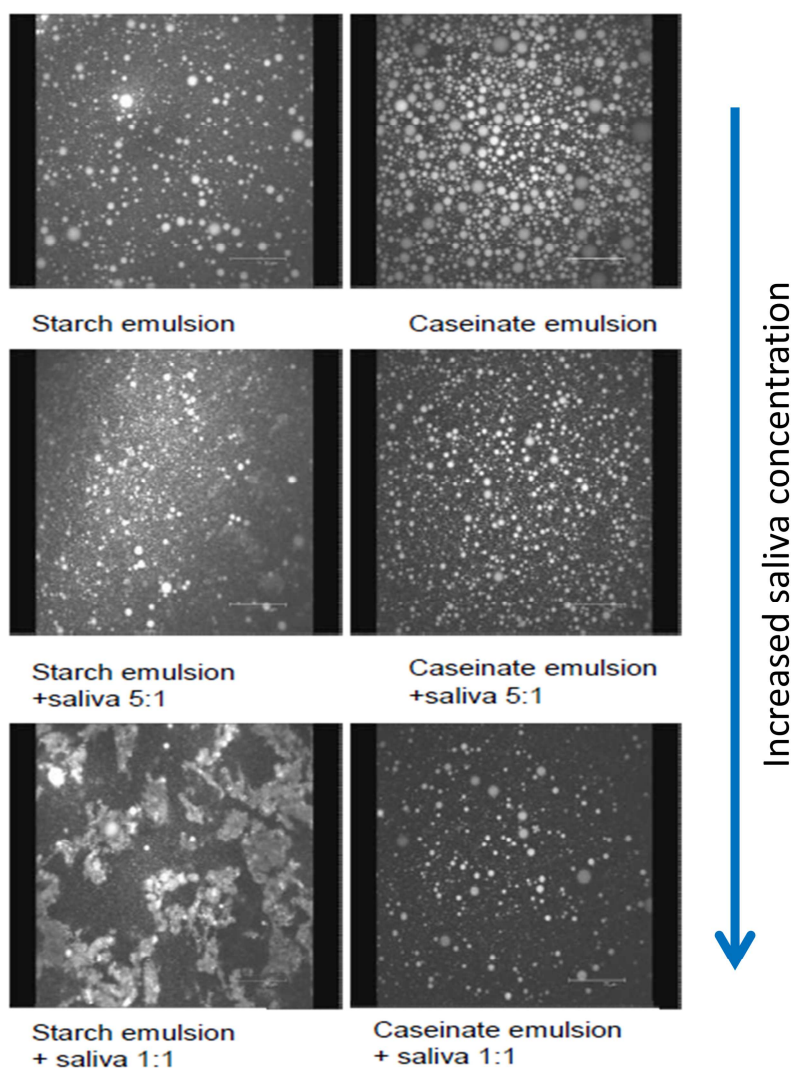 Starch emulsion
Caseinate emulsion
Starch emulsion
+saliva 5:1
Caseinate emulsion
+saliva 5:1
Starch emulsion
+ saliva 1:1
Caseinate emulsion
+ saliva 1:1
Increased saliva concentration